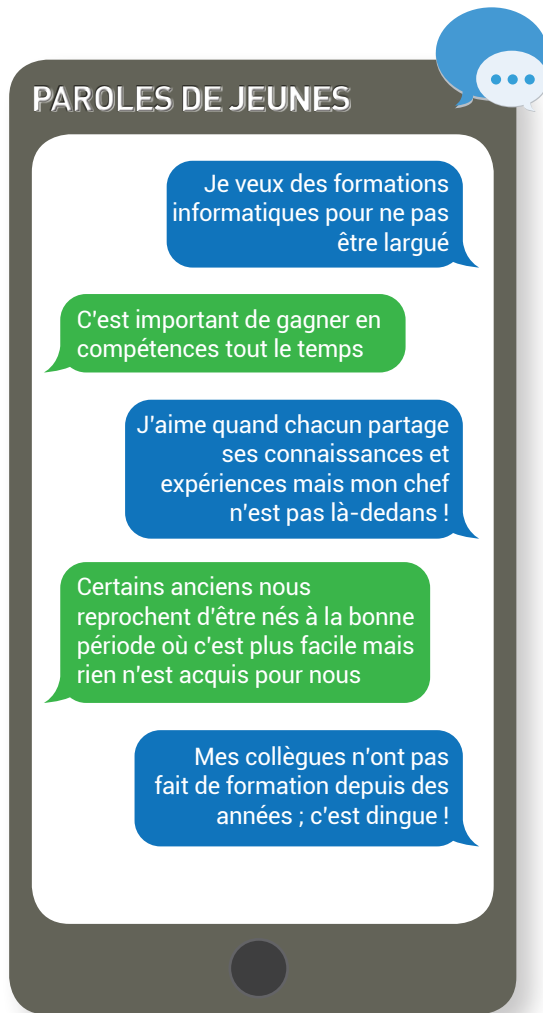 PAROLES DE JEUNES
Je veux des formations
informatiques pour ne pas
être largué
C'est important de gagner en
compétences tout le temps
J'aime quand chacun partage
ses connaissances et
expériences mais mon chef
n'est pas là-dedans !
Certains anciens nous
reprochent d'être nés à la bonne
période où c'est plus facile mais
rien n'est acquis pour nous
Mes collègues n'ont pas
fait de formation depuis des
années ; c'est dingue !